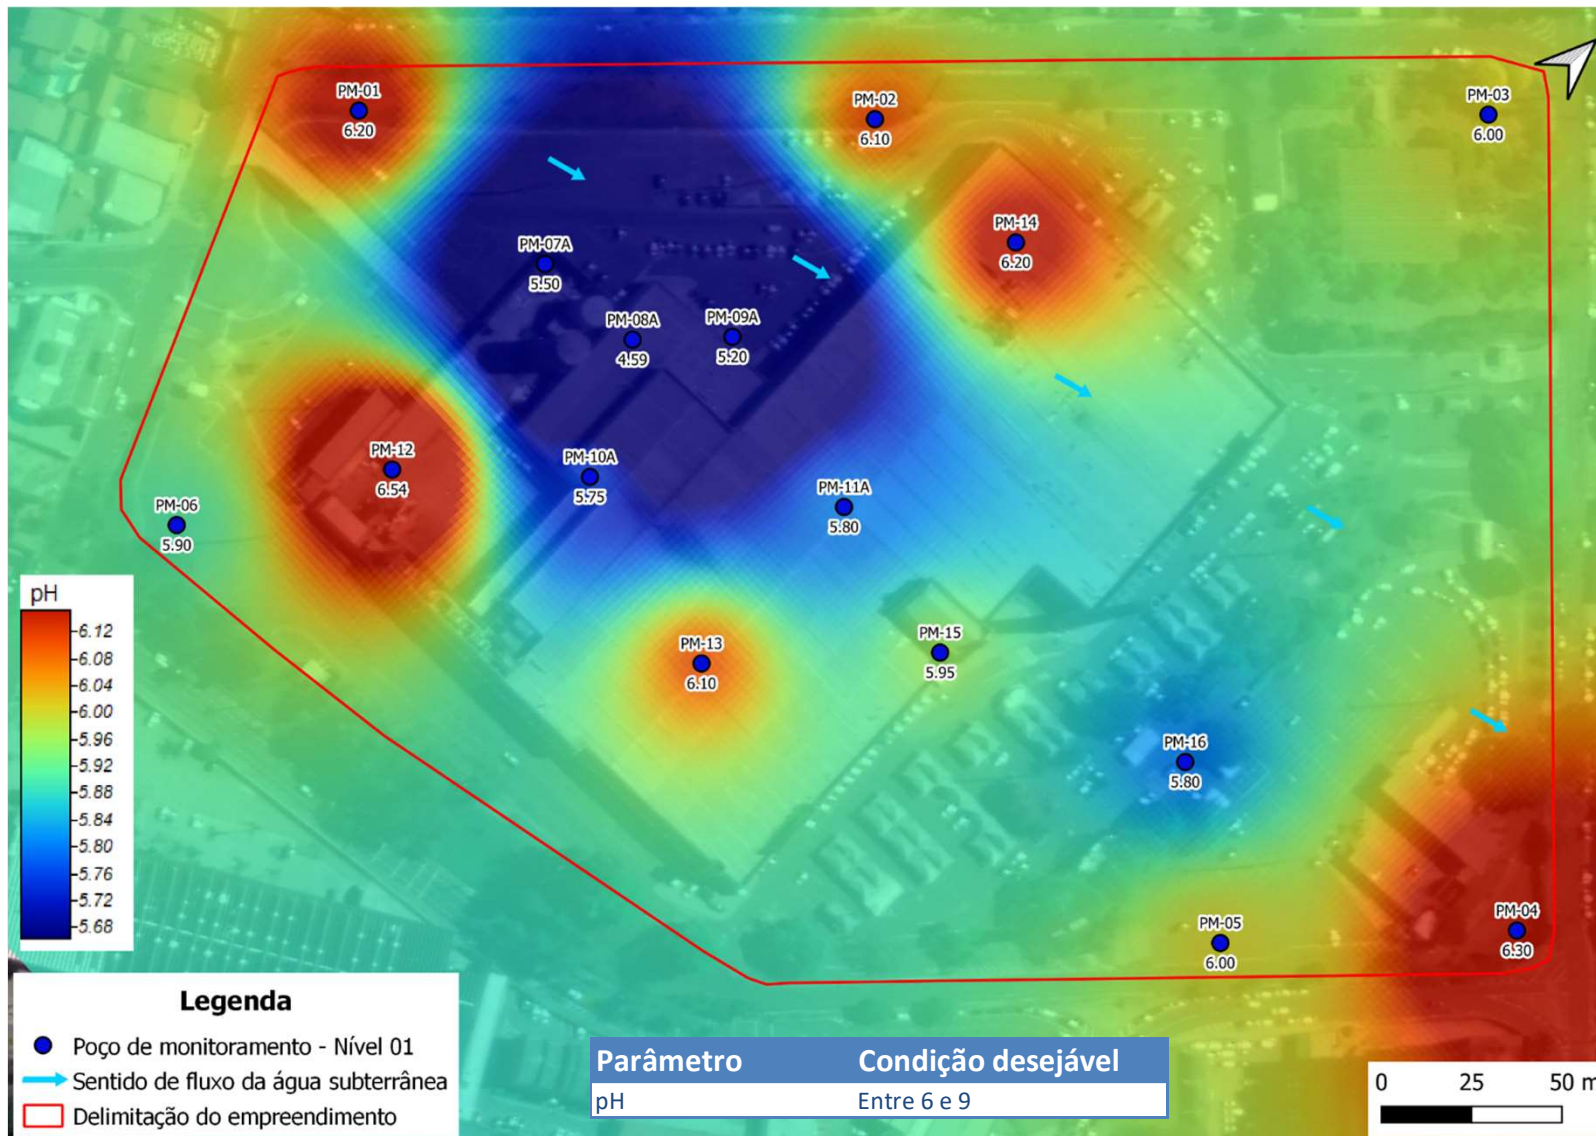 PM-01
6.20
PM-02
6.10
PM-03
6.00
PM-14
6.20
PM-07A
5.50
PM-08A
4.59
PM-09A
5.20
PM-12
6.54
PM-10A
5.75
PM-11A
5.80
PM-06
5.90
PM-13
6.10
PM-15
5.95
PM-16
5.80
PM-05
6.00
PM-04
6.30
pH
6.12
6.08
6.04
6.00
5.96
5.92
5.88
5.84
5.80
5.76
5.72
5.68
Legenda
Poço de monitoramento - Nível 01
Sentido de fluxo da água subterrânea
Delimitação do empreendimento
Parâmetro Condição desejável
pH Entre 6 e 9
0 25 50 m